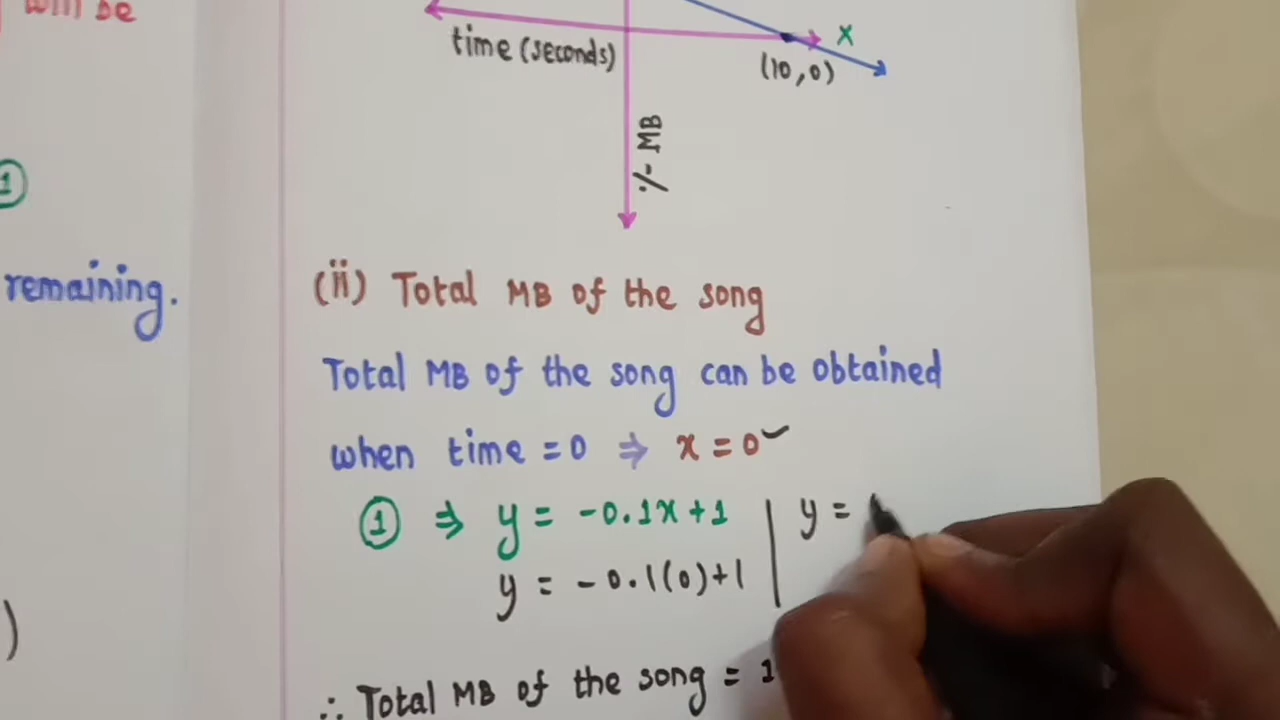 will be
time (seconds)
x
(10,0)
% MB
①
remaining.
(ii) Total MB of the song
Total MB of the song can be obtained
when time = 0 ⇒ x = 0
① ⇒ y = -0.1x+1 | y =
y = -0.1(0)+1
)
∴ Total MB of the song = 1